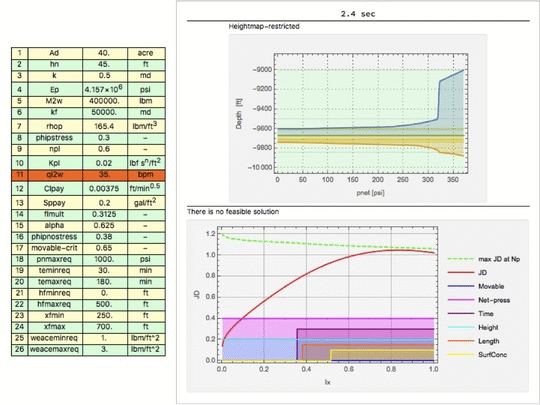 1 Ad 40. acre
2 hn 45. ft
3 k 0.5 md
4 Ep 4.157×10^6 psi
5 M2w 400000. lbm
6 kf 50000. md
7 rhop 165.4 lbm/ft^3
8 phipstress 0.3 –
9 npl 0.6 –
10 Kpl 0.02 lbf s^n/ft^2
11 qi2w 35. bpm
12 Clpay 0.00375 ft/min^0.5
13 Sppay 0.2 gal/ft^2
14 flmult 0.3125 –
15 alpha 0.625 –
16 phipnostress 0.38 –
17 movable-crit 0.65 –
18 pnmaxreq 1000. psi
19 teminreq 30. min
20 temaxreq 180. min
21 hfminreq 0. ft
22 hfmaxreq 500. ft
23 xfmin 250. ft
24 xfmax 700. ft
25 weaceminreq 1. lbm/ft^2
26 weacemaxreq 3. lbm/ft^2
2.4 sec
Heightmap-restricted
Depth [ft]
-9000
-9200
-9400
-9600
-9800
-10000
0 50 100 150 200 250 300 350
pnet [psi]
There is no feasible solution
JD
1.2
1.0
0.8
0.6
0.4
0.2
0.0
0.0 0.2 0.4 0.6 0.8 1.0
Ix
max JD at Np
JD
Movable
Net-press
Time
Height
Length
SurfConc